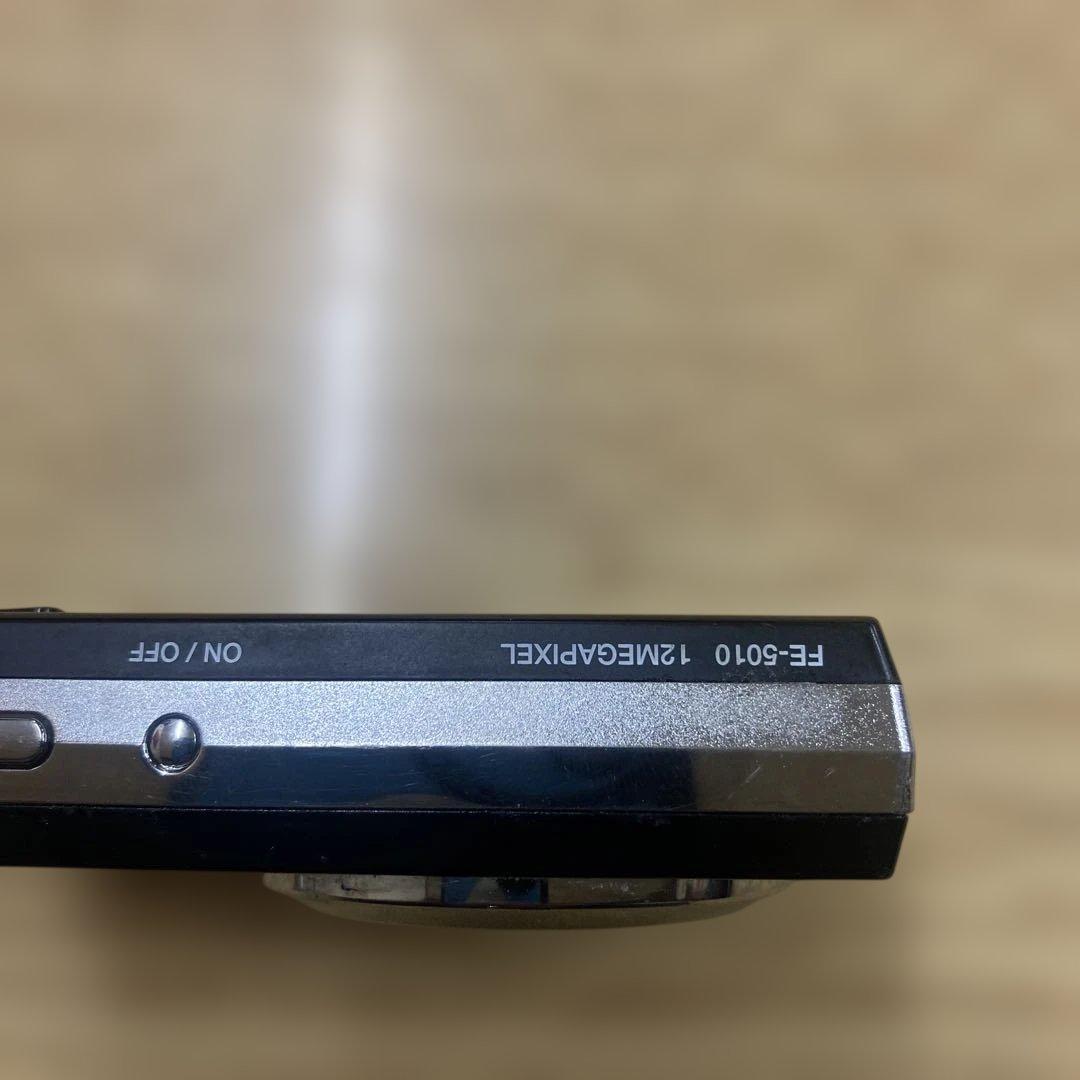 FE-5010 12MEGAPIXEL
ON / OFF